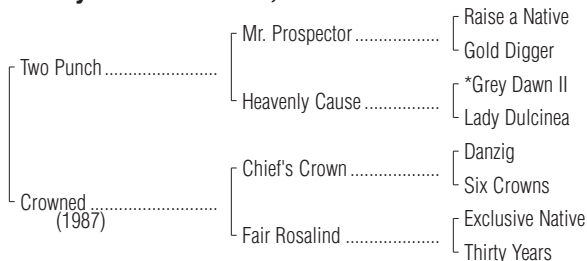 Raise a Native
Mr. Prospector ..................
Gold Digger
Two Punch ........................
*Grey Dawn II
Heavenly Cause ................
Lady Dulcinea
Danzig
Chief's Crown ...................
Six Crowns
Crowned ...........................
(1987)
Exclusive Native
Fair Rosalind ....................
Thirty Years